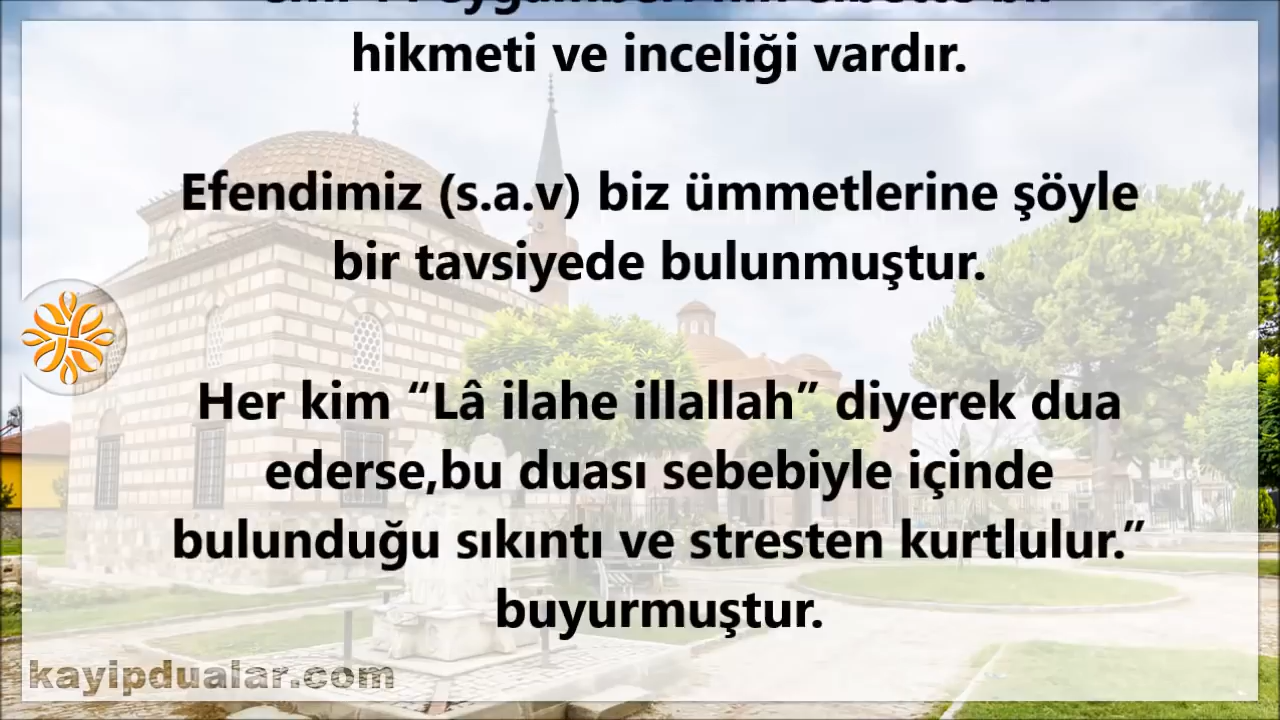 hikmeti ve inceliği vardır.
Efendimiz (s.a.v) biz ümmetlerine şöyle
bir tavsiyede bulunmuştur.
Her kim “Lâ ilahe illallah” diyerek dua
ederse,bu duası sebebiyle içinde
bulunduğu sıkıntı ve stresten kurtlulur.”
buyurmuştur.
kayipdualar.com